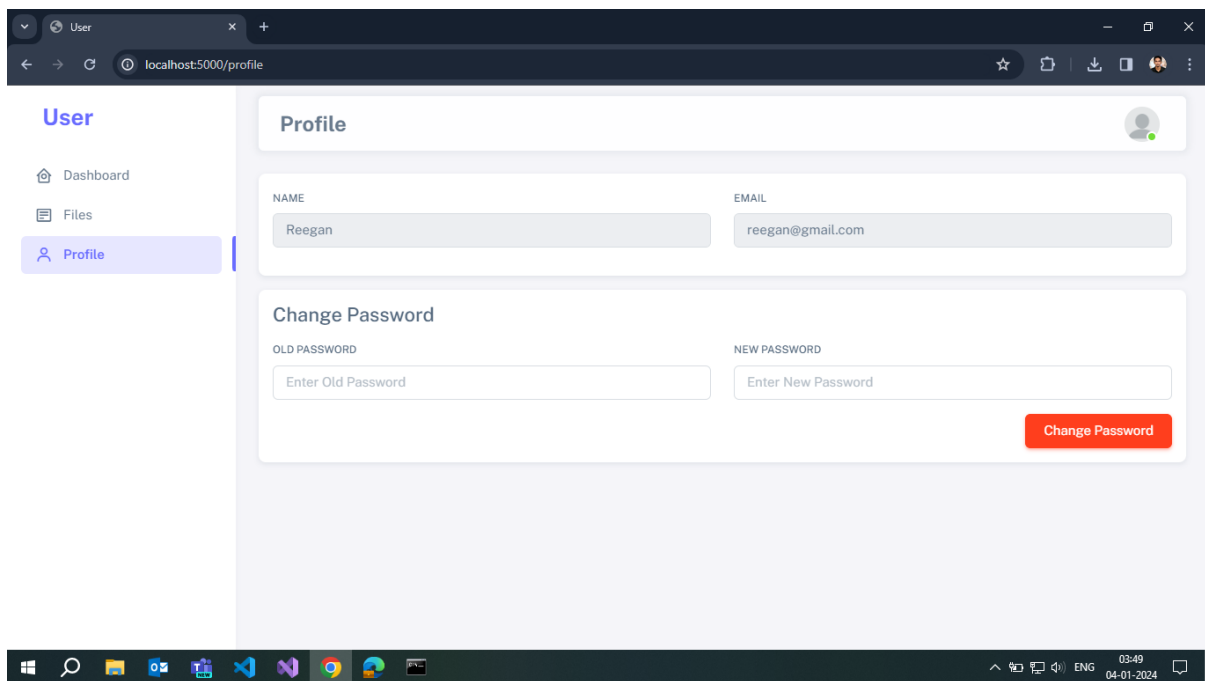 User
localhost:5000/profile
User
Dashboard
Files
Profile
Profile
NAME
Reegan
EMAIL
reegan@gmail.com
Change Password
OLD PASSWORD
Enter Old Password
NEW PASSWORD
Enter New Password
Change Password
ENG
03:49
04-01-2024